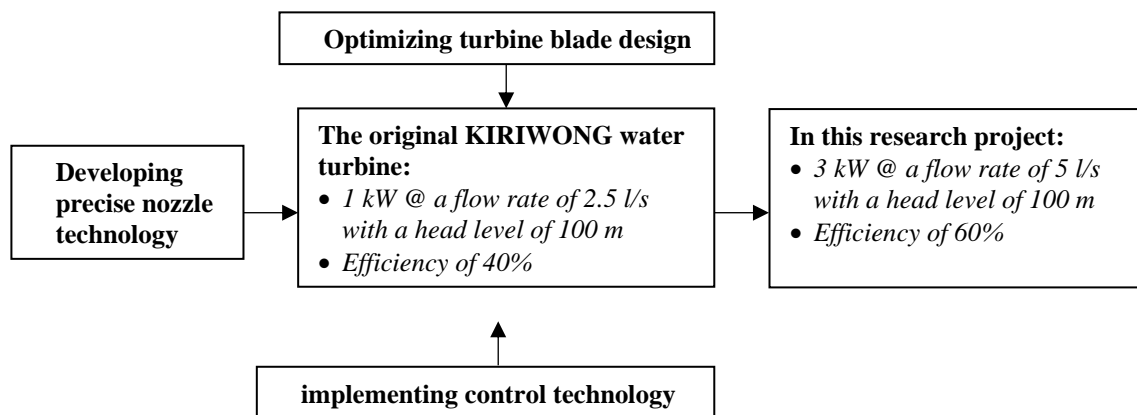 Optimizing turbine blade design
Developing
precise nozzle
technology
The original KIRIWONG water
turbine:
• 1 kW @ a flow rate of 2.5 l/s
with a head level of 100 m
• Efficiency of 40%
In this research project:
• 3 kW @ a flow rate of 5 l/s
with a head level of 100 m
• Efficiency of 60%
implementing control technology